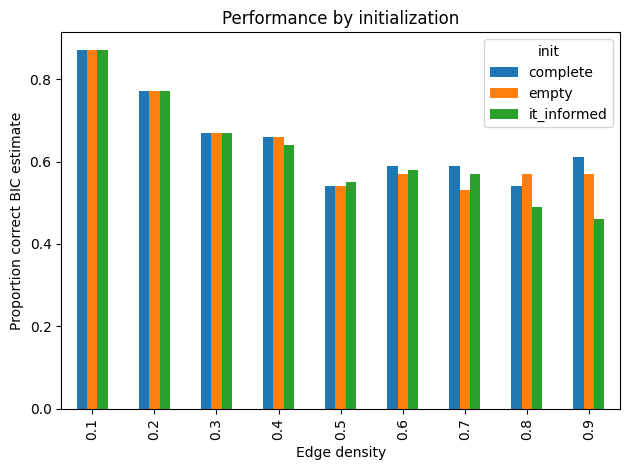 Performance by initialization
Proportion correct BIC estimate
0.8
0.6
0.4
0.2
0.0
init
complete
empty
it_informed
0.1
0.2
0.3
0.4
0.5
0.6
0.7
0.8
0.9
Edge density